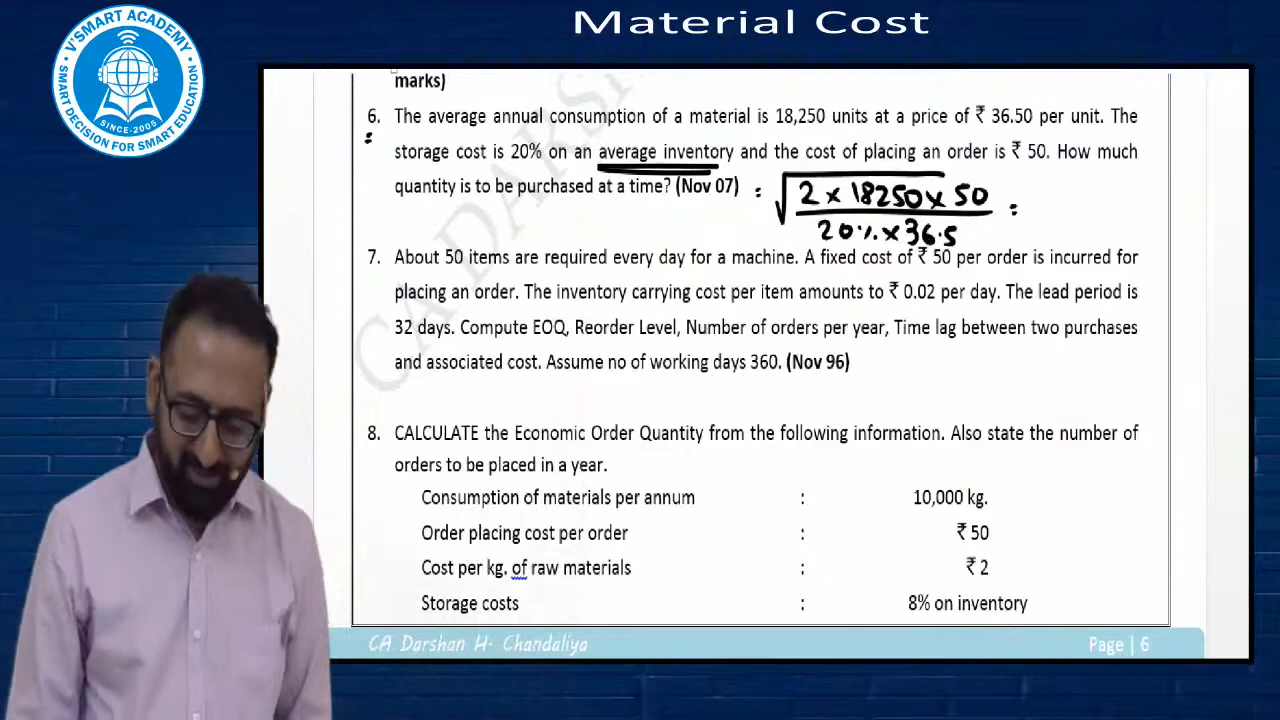 Material Cost
V'SMART ACADEMY
SINCE-2005
SMART DECISION FOR SMART EDUCATION
CA DAKS
marks)
6. The average annual consumption of a material is 18,250 units at a price of ₹ 36.50 per unit. The
storage cost is 20% on an average inventory and the cost of placing an order is ₹ 50. How much
quantity is to be purchased at a time? (Nov 07)
: √ 2 x 18250 x 50 :
20% x 36.5
7. About 50 items are required every day for a machine. A fixed cost of ₹ 50 per order is incurred for
placing an order. The inventory carrying cost per item amounts to ₹ 0.02 per day. The lead period is
32 days. Compute EOQ, Reorder Level, Number of orders per year, Time lag between two purchases
and associated cost. Assume no of working days 360. (Nov 96)
8. CALCULATE the Economic Order Quantity from the following information. Also state the number of
orders to be placed in a year.
Consumption of materials per annum : 10,000 kg.
Order placing cost per order : ₹ 50
Cost per kg. of raw materials : ₹ 2
Storage costs : 8% on inventory
CA Darshan H. Chandaliya Page | 6